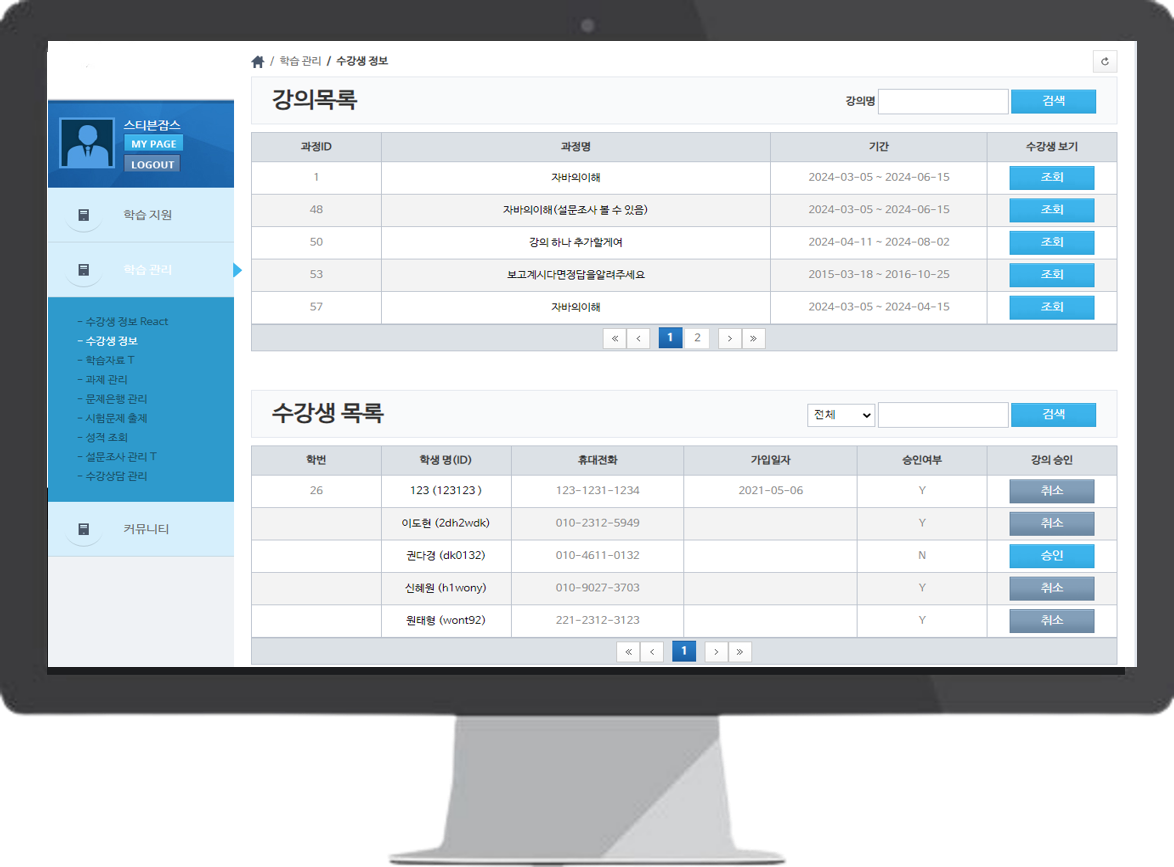 / 학습 관리 / 수강생 정보
스티븐잡스
MY PAGE
LOGOUT
학습 지원
학습 관리
- 수강생 정보 React
- 수강생 정보
- 학습자료 T
- 과제 관리
- 문제은행 관리
- 시험문제 출제
- 성적 조회
- 설문조사 관리 T
- 수강상담 관리
커뮤니티
강의목록 강의명 검색
과정ID 과정명 기간 수강생 보기
1 자바의이해 2024-03-05 ~ 2024-06-15 조회
48 자바의이해(설문조사 볼 수 있음) 2024-03-05 ~ 2024-06-15 조회
50 강의 하나 추가할게여 2024-04-11 ~ 2024-08-02 조회
53 보고계시다면정답을알려주세요 2015-03-18 ~ 2016-10-25 조회
57 자바의이해 2024-03-05 ~ 2024-04-15 조회
« ‹ 1 2 › »
수강생 목록 전체 검색
학번 학생 명(ID) 휴대전화 가입일자 승인여부 강의 승인
26 123 (123123 ) 123-1231-1234 2021-05-06 Y 취소
이도현 (2dh2wdk) 010-2312-5949 Y 취소
권다경 (dk0132) 010-4611-0132 N 승인
신혜원 (h1wony) 010-9027-3703 Y 취소
원태형 (wont92) 221-2312-3123 Y 취소
« ‹ 1 › »